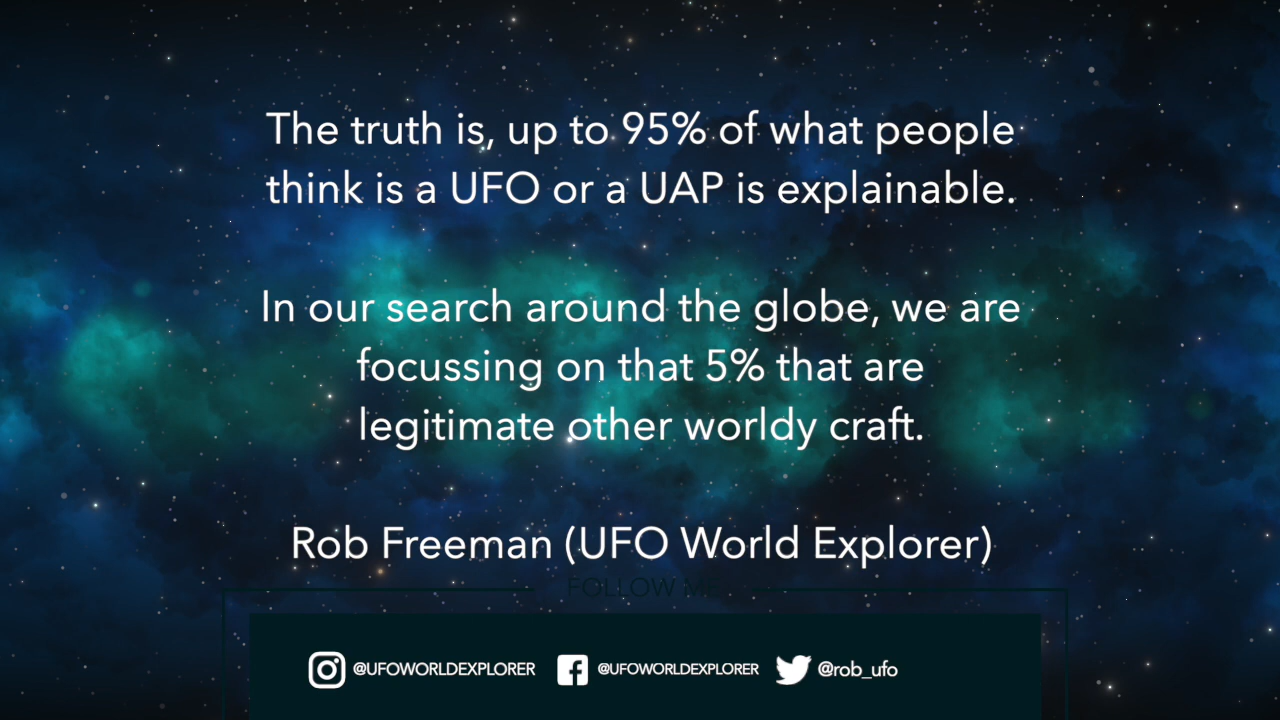 The truth is, up to 95% of what people
think is a UFO or a UAP is explainable.
In our search around the globe, we are
focussing on that 5% that are
legitimate other worldy craft.
Rob Freeman (UFO World Explorer)
FOLLOW ME
@UFOWORLDEXPLORER @UFOWORLDEXPLORER @rob_ufo